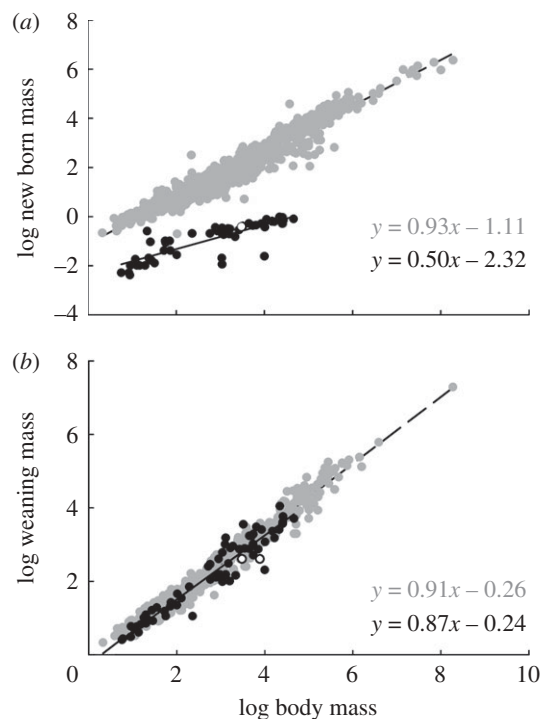 (a)
8
6
4
2
0
−2
−4
log new born mass
y = 0.93x – 1.11
y = 0.50x – 2.32
(b)
8
6
4
2
0
2
4
6
8
10
log weaning mass
y = 0.91x – 0.26
y = 0.87x – 0.24
log body mass